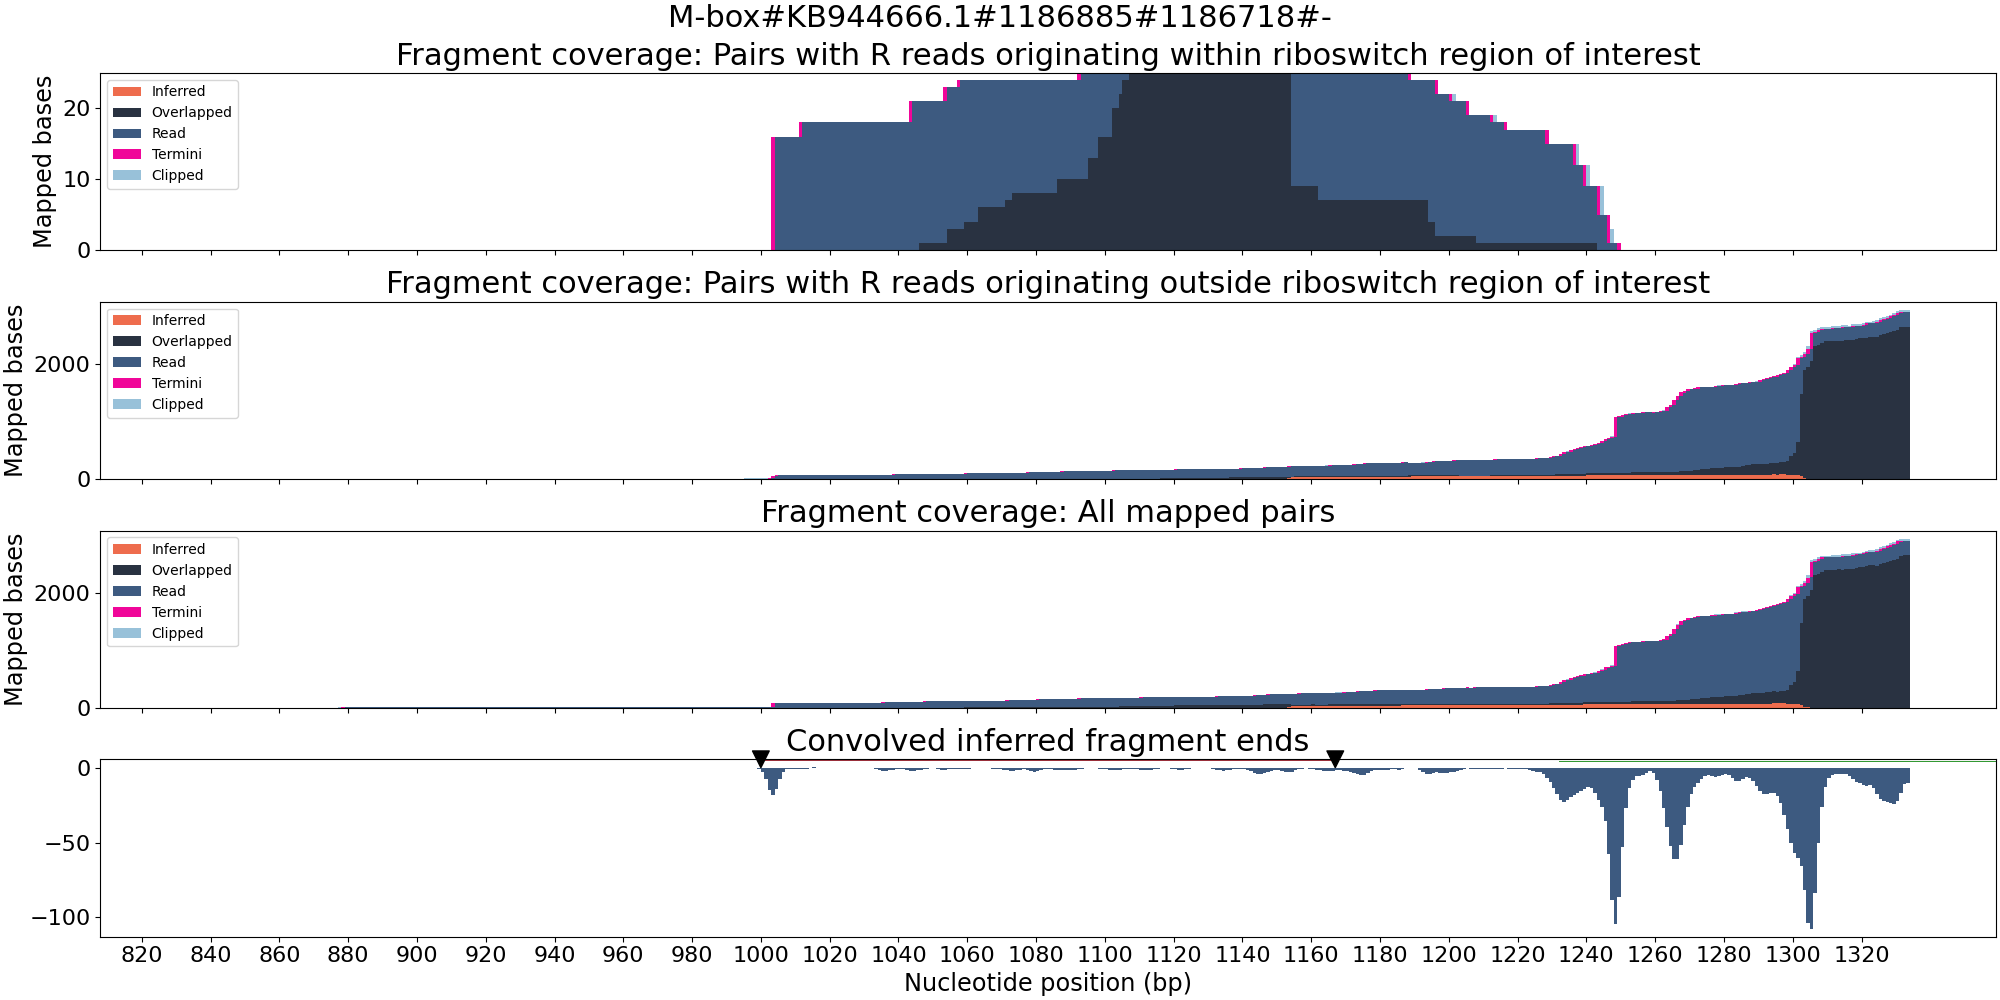 M-box#KB944666.1#1186885#1186718#-
Fragment coverage: Pairs with R reads originating within riboswitch region of interest
Mapped bases
20
10
0
Inferred
Overlapped
Read
Termini
Clipped
Fragment coverage: Pairs with R reads originating outside riboswitch region of interest
Mapped bases
2000
0
Inferred
Overlapped
Read
Termini
Clipped
Fragment coverage: All mapped pairs
Mapped bases
2000
0
Inferred
Overlapped
Read
Termini
Clipped
Convolved inferred fragment ends
0
−50
−100
820 840 860 880 900 920 940 960 980 1000 1020 1040 1060 1080 1100 1120 1140 1160 1180 1200 1220 1240 1260 1280 1300 1320
Nucleotide position (bp)